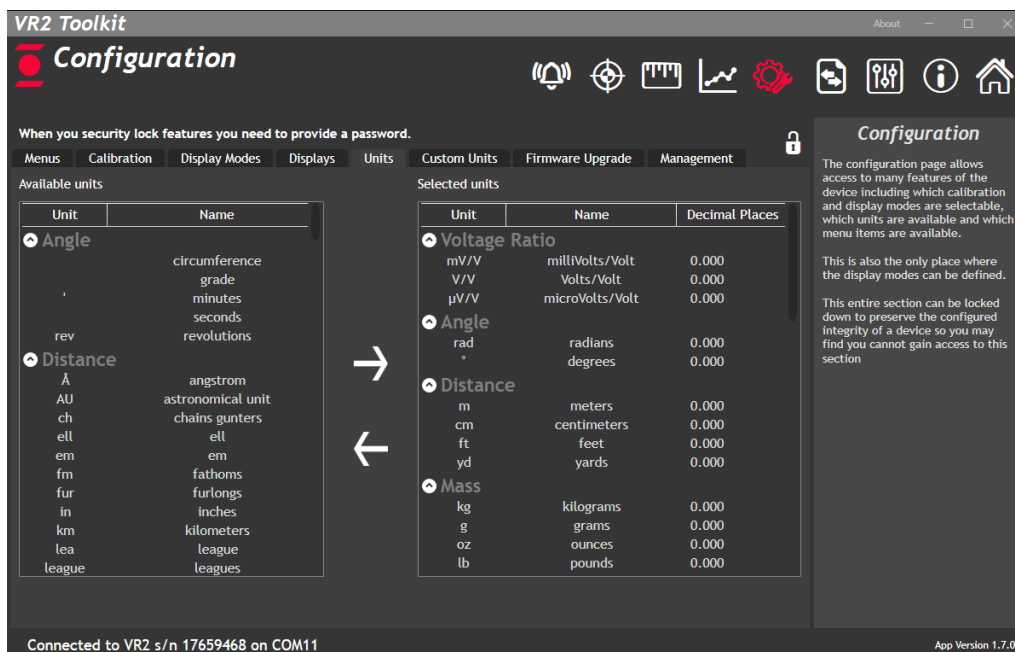 VR2 Toolkit
About
Configuration
When you security lock features you need to provide a password.
Menus Calibration Display Modes Displays Units Custom Units Firmware Upgrade Management
Available units
Unit Name
Angle
circumference
grade
' minutes
seconds
rev revolutions
Distance
Å angstrom
AU astronomical unit
ch chains gunters
ell ell
em em
fm fathoms
fur furlongs
in inches
km kilometers
lea league
league leagues
Selected units
Unit Name Decimal Places
Voltage Ratio
mV/V milliVolts/Volt 0.000
V/V Volts/Volt 0.000
µV/V microVolts/Volt 0.000
Angle
rad radians 0.000
° degrees 0.000
Distance
m meters 0.000
cm centimeters 0.000
ft feet 0.000
yd yards 0.000
Mass
kg kilograms 0.000
g grams 0.000
oz ounces 0.000
lb pounds 0.000
Configuration
The configuration page allows
access to many features of the
device including which calibration
and display modes are selectable,
which units are available and which
menu items are available.
This is also the only place where
the display modes can be defined.
This entire section can be locked
down to preserve the configured
integrity of a device so you may
find you cannot gain access to this
section
Connected to VR2 s/n 17659468 on COM11
App Version 1.7.0